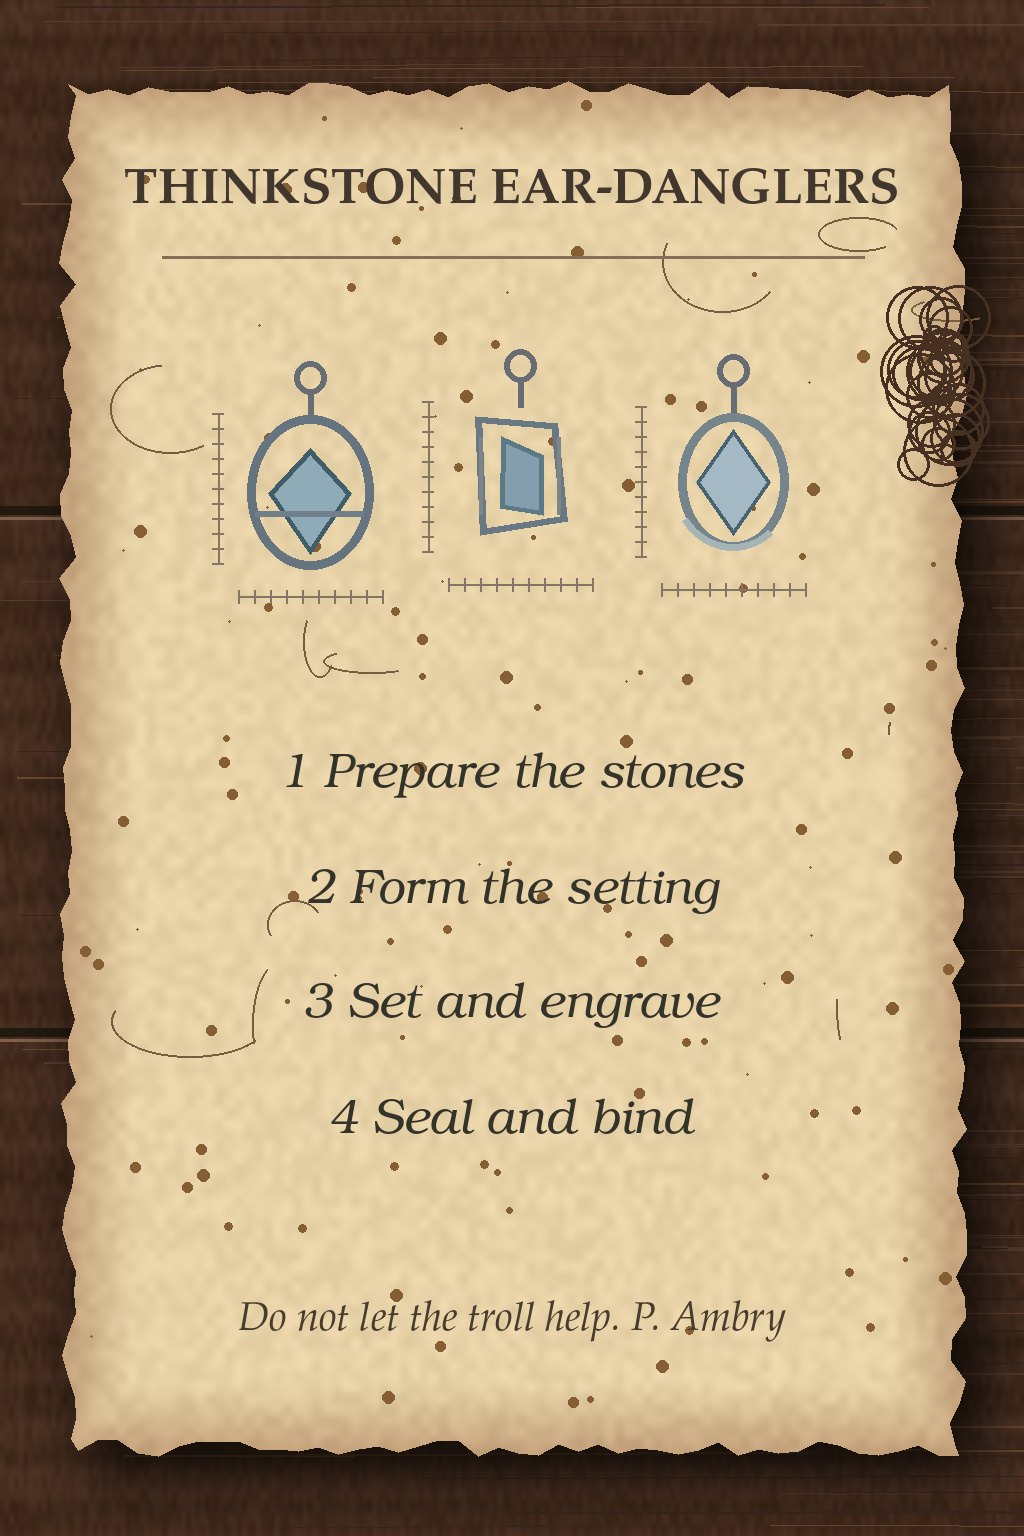 THINKSTONE EAR-DANGLERS
1 Prepare the stones
2 Form the setting
3 Set and engrave
4 Seal and bind
Do not let the troll help. P. Ambry